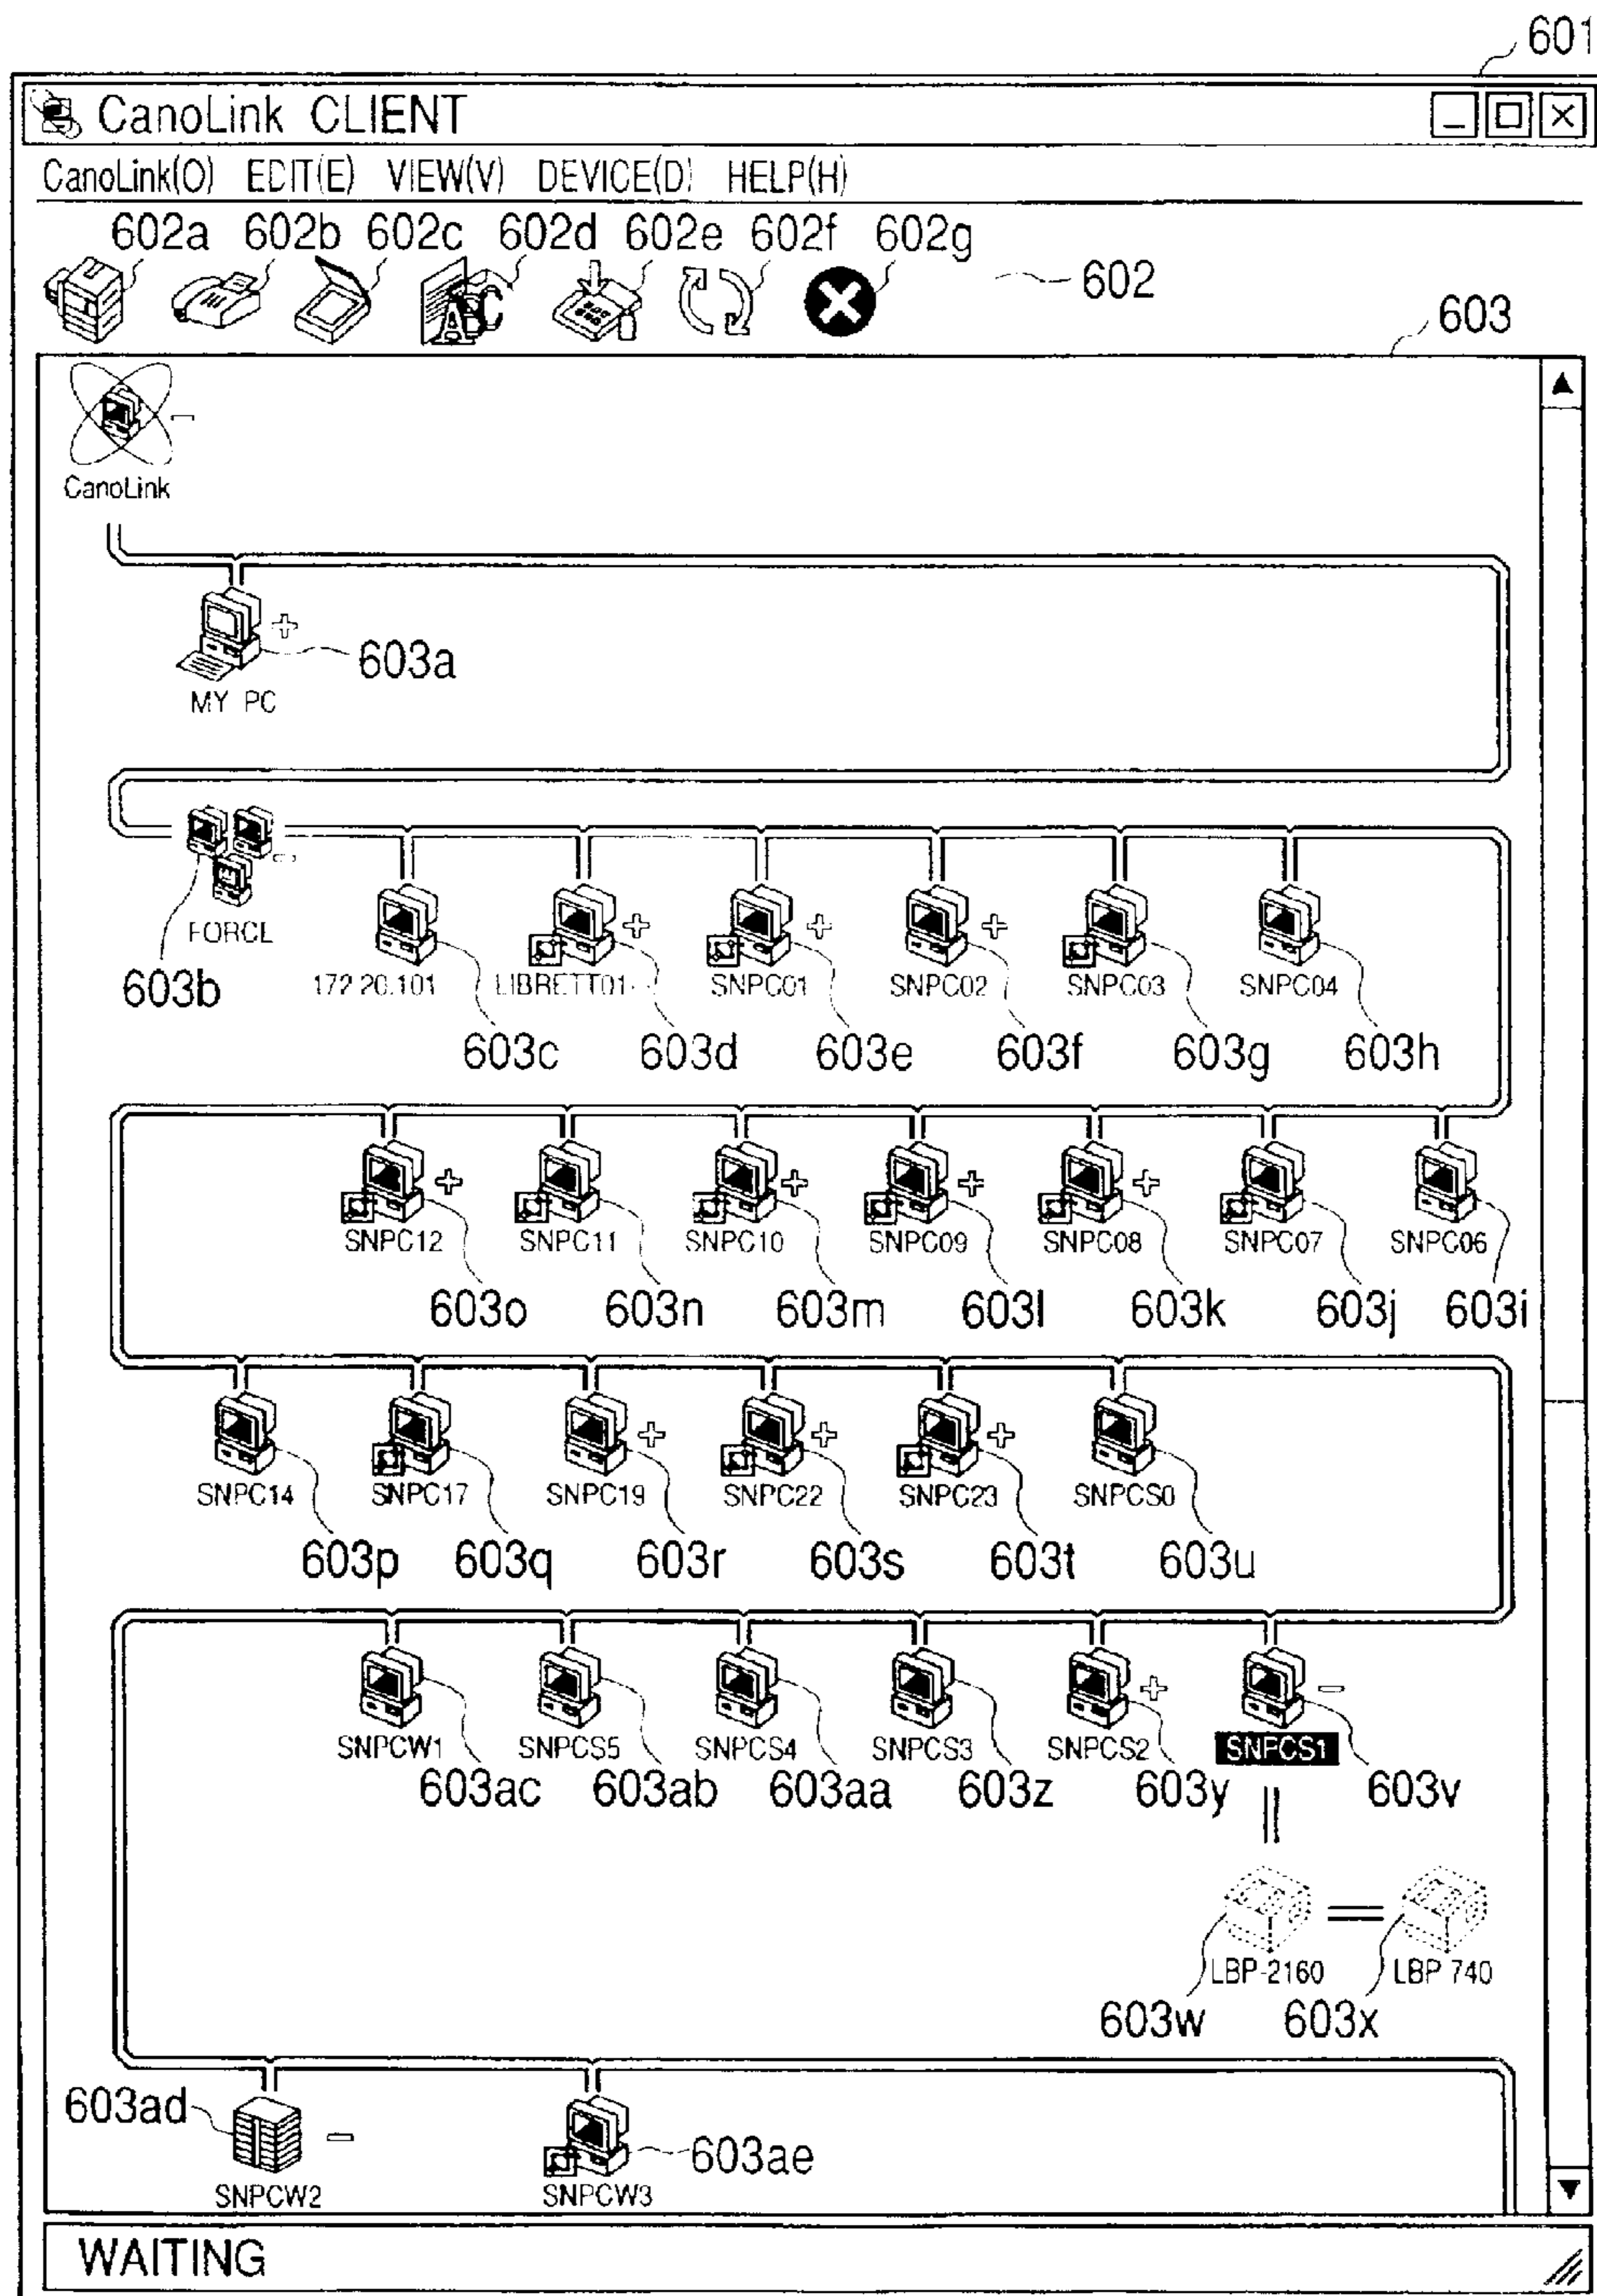 601
CanoLink CLIENT
CanoLink(O) EDIT(E) VIEW(V) DEVICE(D) HELP(H)
602a 602b 602c 602d 602e 602f 602g
602
ABC
603
CanoLink
603a
MY PC
FORCE
603b
172 20.101 LIBRETT01... SNPC01 SNPC02 SNPC03 SNPC04
603c 603d 603e 603f 603g 603h
SNPC12 SNPC11 SNPC10 SNPC09 SNPC08 SNPC07 SNPC06
603o 603n 603m 603l 603k 603j 603i
SNPC14 SNPC17 SNPC19 SNPC22 SNPC23 SNPCS0
603p 603q 603r 603s 603t 603u
SNPCW1 SNPCS5 SNPCS4 SNPCS3 SNPCS2 SNPCS1
603ac 603ab 603aa 603z 603y 603v
LBP-2160 LBP 740
603w 603x
603ad
603ae
SNPCW2 SNPCW3
WAITING